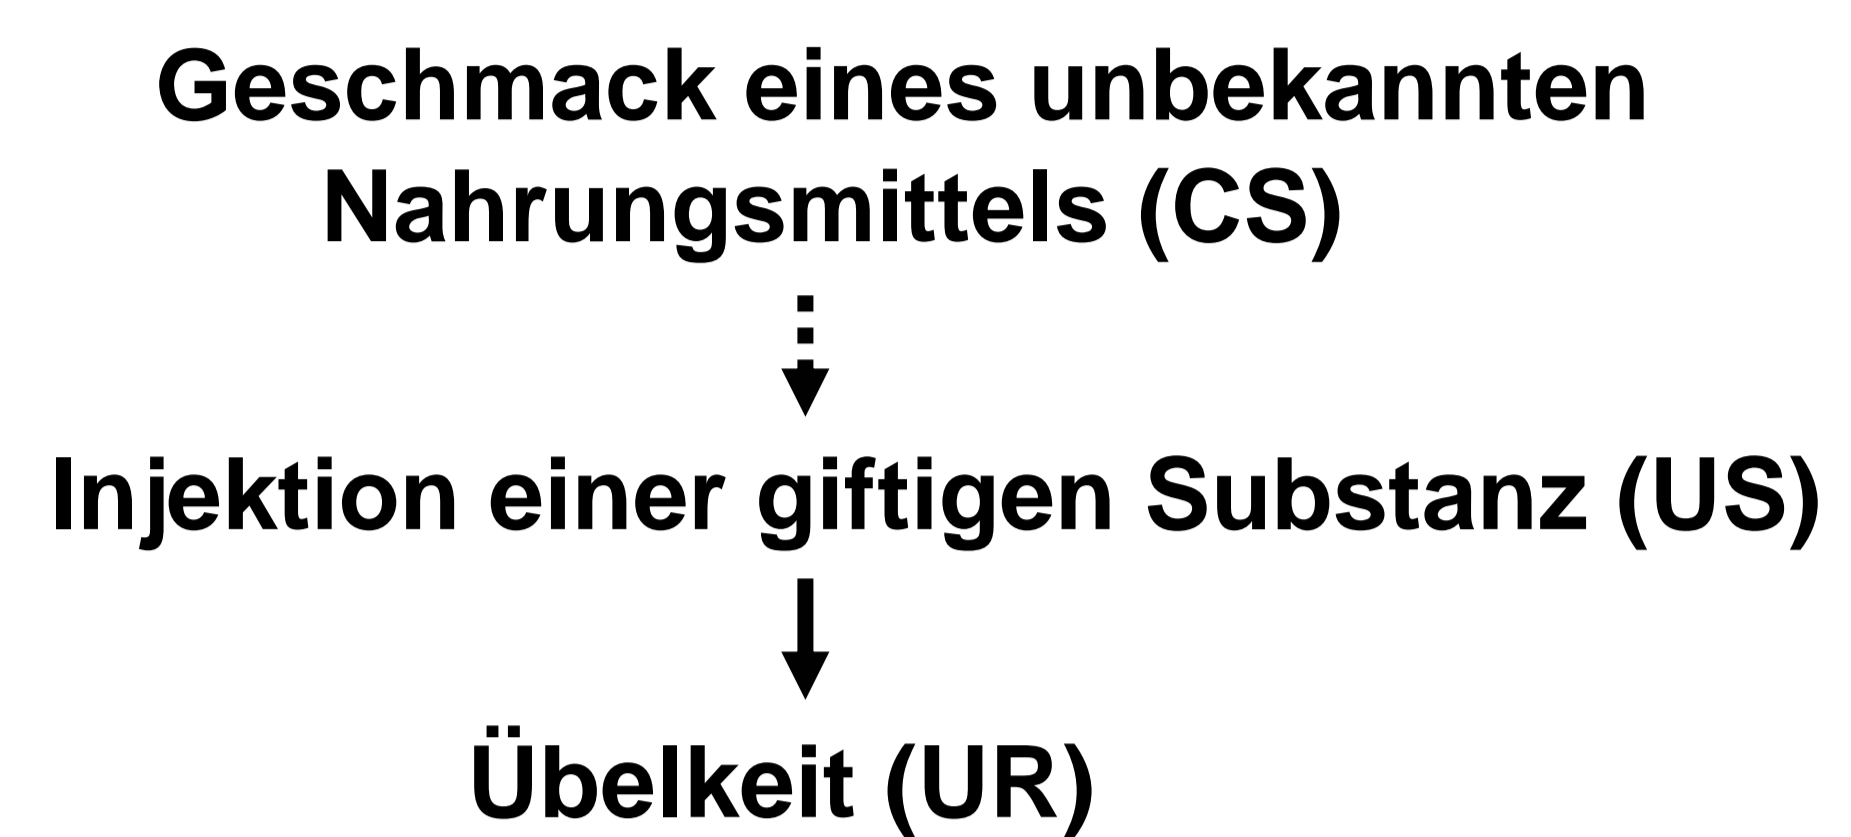 Geschmack eines unbekannten
Nahrungsmittels (CS)
Injektion einer giftigen Substanz (US)
Übelkeit (UR)